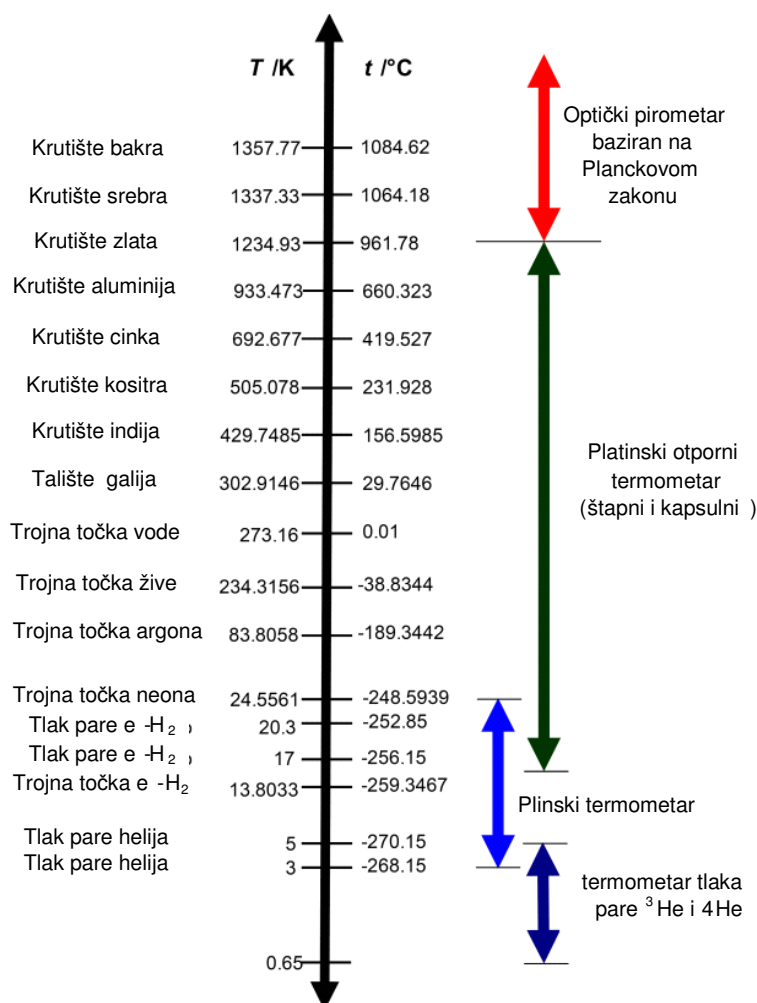 T /K t /°C
Krutište bakra 1357.77 1084.62
Krutište srebra 1337.33 1064.18
Krutište zlata 1234.93 961.78
Krutište aluminija 933.473 660.323
Krutište cinka 692.677 419.527
Krutište kositra 505.078 231.928
Krutište indija 429.7485 156.5985
Talište galija 302.9146 29.7646
Trojna točka vode 273.16 0.01
Trojna točka žive 234.3156 -38.8344
Trojna točka argona 83.8058 -189.3442
Trojna točka neona 24.5561 -248.5939
Tlak pare e -H₂ ) 20.3 -252.85
Tlak pare e -H₂ ) 17 -256.15
Trojna točka e -H₂ 13.8033 -259.3467
Tlak pare helija 5 -270.15
Tlak pare helija 3 -268.15
0.65
Optički pirometar
baziran na
Planckovom
zakonu
Platinski otporni
termometar
(štapni i kapsulni )
Plinski termometar
termometar tlaka
pare ³He i 4He